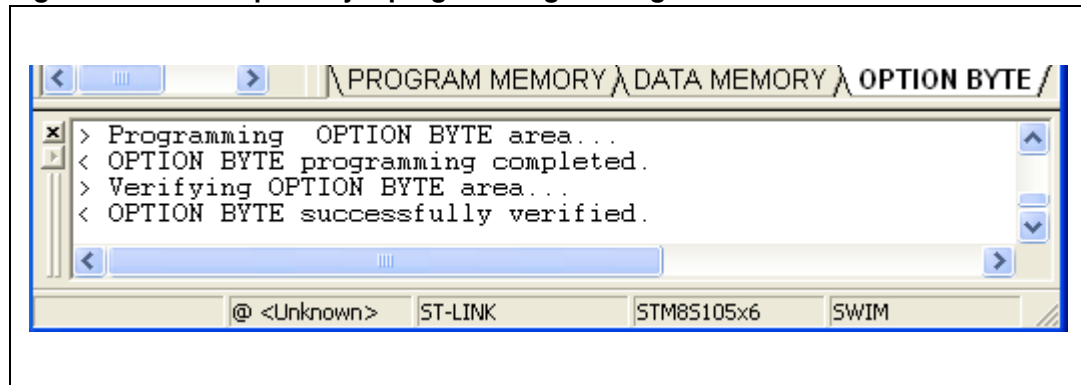 PROGRAM MEMORY DATA MEMORY OPTION BYTE
> Programming  OPTION BYTE area...
< OPTION BYTE programming completed.
> Verifying OPTION BYTE area...
< OPTION BYTE successfully verified.
@ <Unknown> ST-LINK STM8S105x6 SWIM